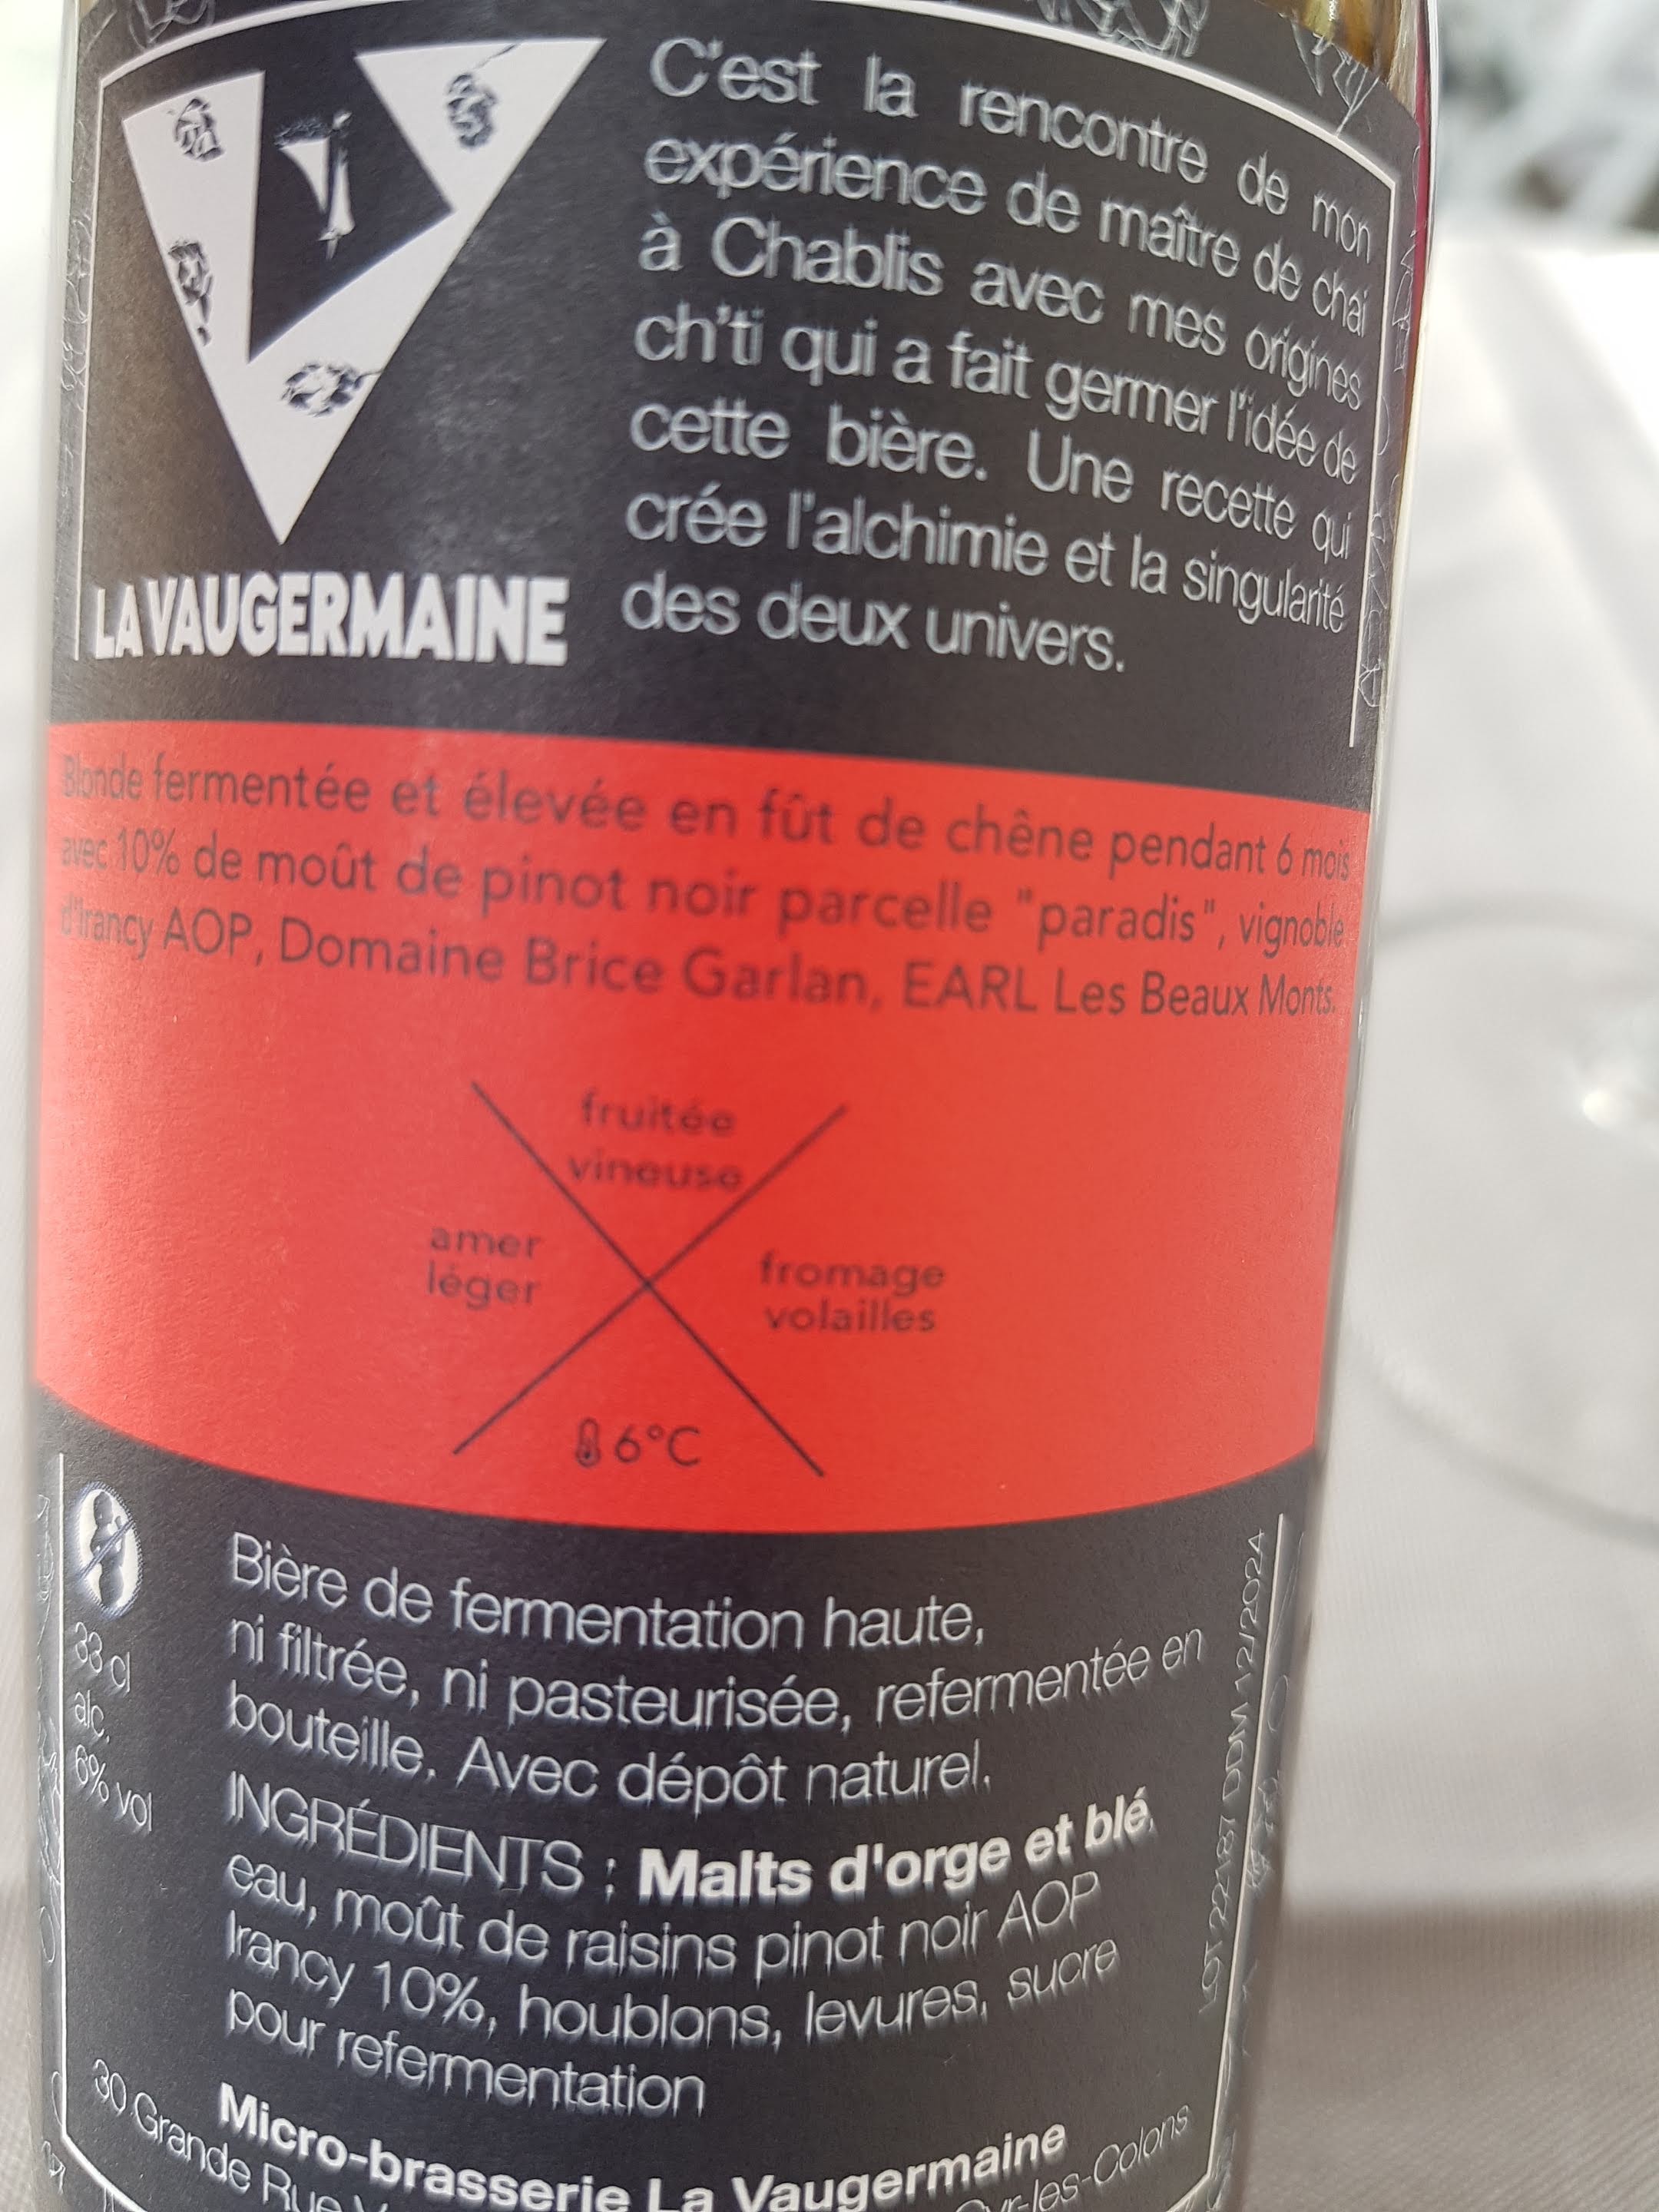 C'est la rencontre de mon
expérience de maître de chai
à Chablis avec mes origines
ch'ti qui a fait germer l'idée de
cette bière. Une recette qui
crée l'alchimie et la singularité
des deux univers.
LA VAUGERMAINE
Blonde fermentée et élevée en fût de chêne pendant 6 mois
avec 10% de moût de pinot noir parcelle "paradis", vignoble
d'Irancy AOP, Domaine Brice Garlan, EARL Les Beaux Monts.
fruitée
vineuse
amer
léger
fromage
volailles
6°C
33 cl
alc.
6% vol
Bière de fermentation haute,
ni filtrée, ni pasteurisée, refermentée en
bouteille. Avec dépôt naturel.
INGRÉDIENTS : Malts d'orge et blé,
eau, moût de raisins pinot noir AOP
Irancy 10%, houblons, levures, sucre
pour refermentation
LOT 22187 DDM 12/2024
Micro-brasserie La Vaugermaine
30 Grande Rue